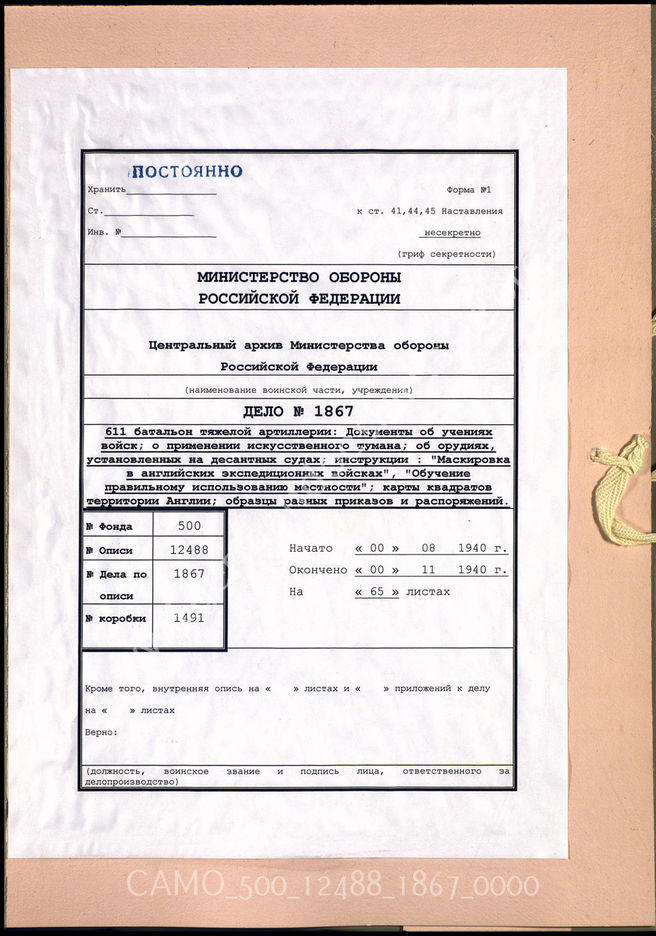 ПОСТОЯННО
Хранить
Форма №1
Ст.
к ст. 41,44,45 Наставления
Инв. №
несекретно
(гриф секретности)
МИНИСТЕРСТВО ОБОРОНЫ
РОССИЙСКОЙ ФЕДЕРАЦИИ
Центральный архив Министерства обороны
Российской Федерации
(наименование воинской части, учреждения)
ДЕЛО № 1867
611 батальон тяжелой артиллерии: Документы об учениях
войск; о применении искусственного тумана; об орудиях,
установленных на десантных судах; инструкции : "Маскировка
в английских экспедиционных войсках", "Обучение
правильному использованию местности"; карты квадратов
территории Англии; образцы разных приказов и распоряжений.
№ Фонда 500
№ Описи 12488
№ Дела по описи 1867
№ коробки 1491
Начато « 00 » 08 1940 г.
Окончено « 00 » 11 1940 г.
На « 65 » листах
Кроме того, внутренняя опись на « » листах и « » приложений к делу
на « » листах
Верно:
(должность, воинское звание и подпись лица, ответственного за
делопроизводство)
CAMO_500_12488_1867_0000